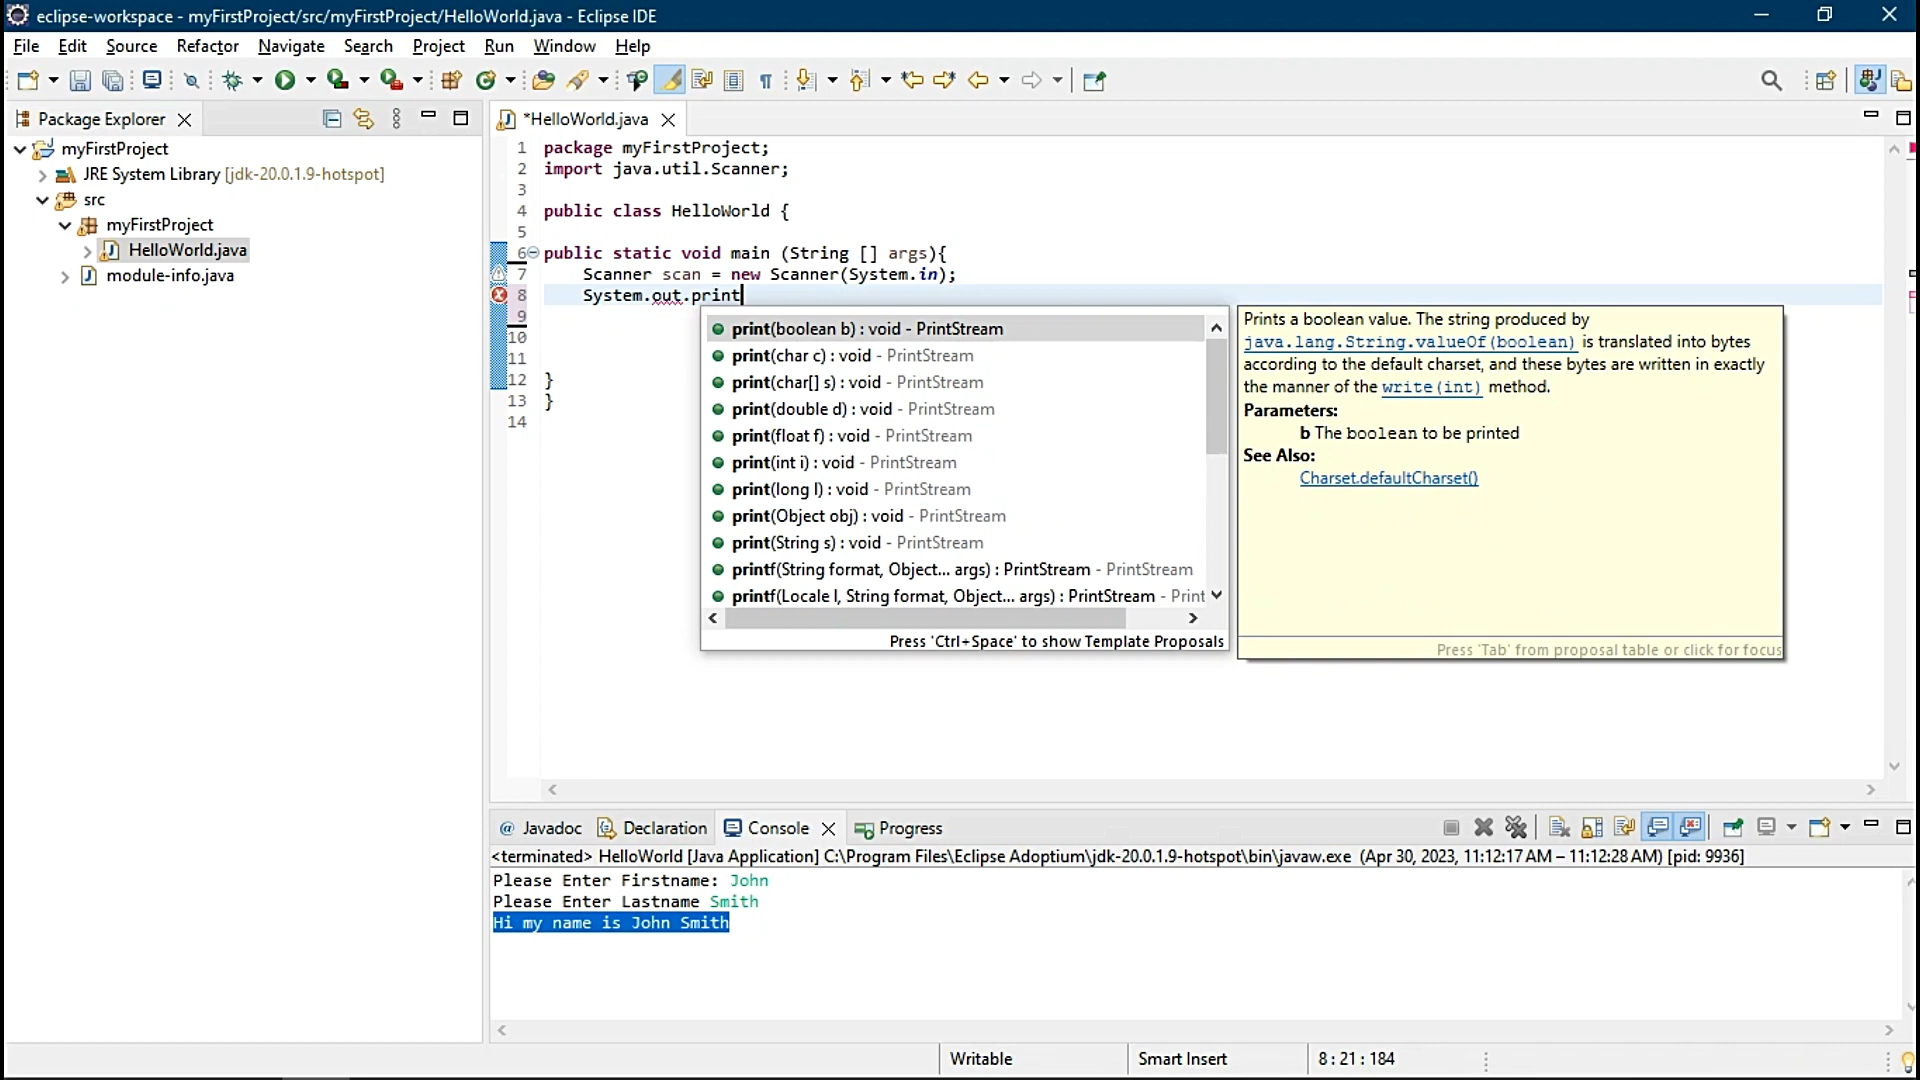 eclipse-workspace - myFirstProject/src/myFirstProject/HelloWorld.java - Eclipse IDE
File Edit Source Refactor Navigate Search Project Run Window Help
Package Explorer
myFirstProject
JRE System Library [jdk-20.0.1.9-hotspot]
src
myFirstProject
HelloWorld.java
module-info.java
*HelloWorld.java
1 package myFirstProject;
2 import java.util.Scanner;
3
4 public class HelloWorld {
5
6 public static void main (String [] args){
7 Scanner scan = new Scanner(System.in);
8 System.out.print
9
10
11
12 }
13 }
14
print(boolean b) : void - PrintStream
print(char c) : void - PrintStream
print(char[] s) : void - PrintStream
print(double d) : void - PrintStream
print(float f) : void - PrintStream
print(int i) : void - PrintStream
print(long l) : void - PrintStream
print(Object obj) : void - PrintStream
print(String s) : void - PrintStream
printf(String format, Object... args) : PrintStream - PrintStream
printf(Locale l, String format, Object... args) : PrintStream - Print
Press 'Ctrl+Space' to show Template Proposals
Prints a boolean value. The string produced by
java.lang.String.valueOf(boolean) is translated into bytes
according to the default charset, and these bytes are written in exactly
the manner of the write(int) method.
Parameters:
b The boolean to be printed
See Also:
Charset.defaultCharset()
Press 'Tab' from proposal table or click for focus
@ Javadoc Declaration Console Progress
<terminated> HelloWorld [Java Application] C:\Program Files\Eclipse Adoptium\jdk-20.0.1.9-hotspot\bin\javaw.exe (Apr 30, 2023, 11:12:17 AM – 11:12:28 AM) [pid: 9936]
Please Enter Firstname: John
Please Enter Lastname Smith
Hi my name is John Smith
Writable Smart Insert 8 : 21 : 184